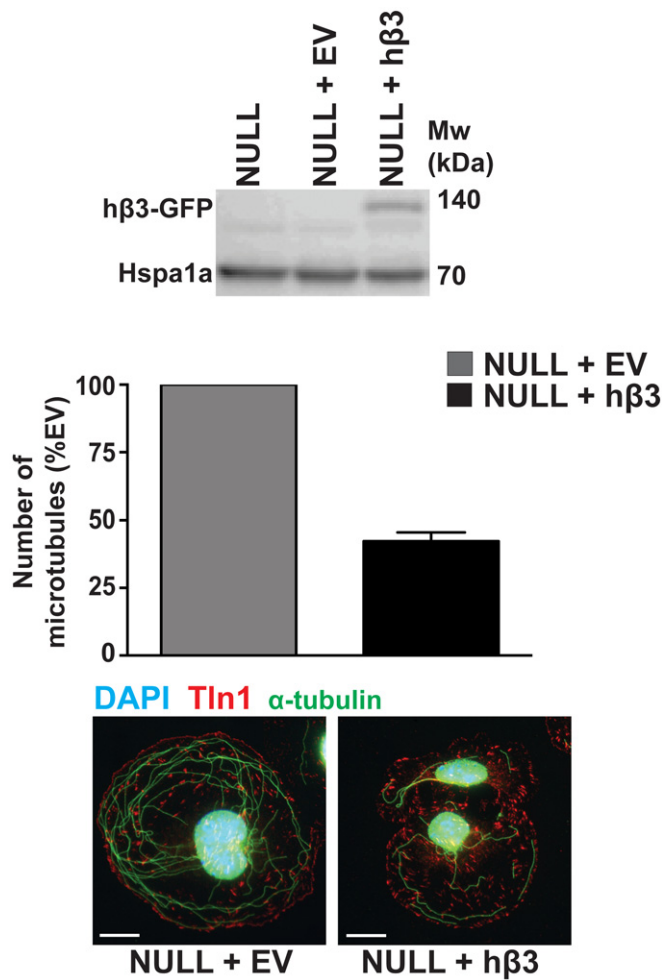 NULL
NULL + EV
NULL + hβ3
Mw
(kDa)
hβ3-GFP
140
Hspa1a
70
NULL + EV
NULL + hβ3
Number of
microtubules (%EV)
100
75
50
25
0
DAPI Tln1 α-tubulin
NULL + EV
NULL + hβ3